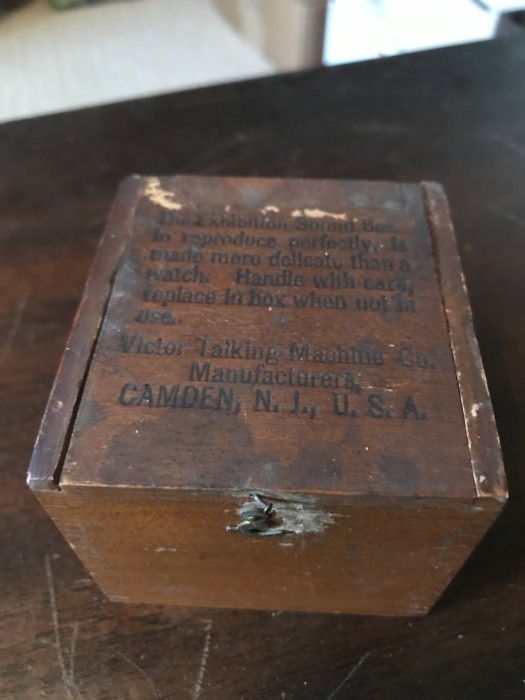 The Exhibition Sound Box
to reproduce perfectly, is
made more delicate than a
watch. Handle with care,
replace in box when not in
use.
Victor Talking Machine Co.
Manufacturers,
CAMDEN, N. J., U. S. A.